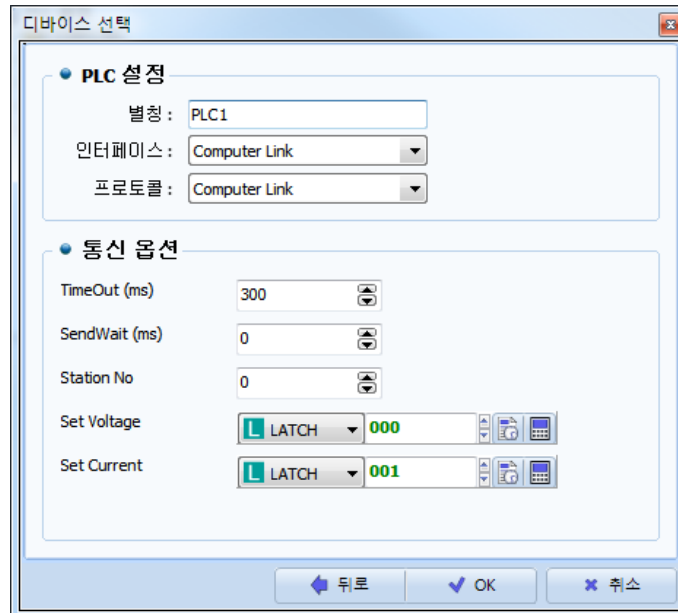 디바이스 선택
PLC 설정
별칭 : PLC1
인터페이스 : Computer Link
프로토콜 : Computer Link
통신 옵션
TimeOut (ms) 300
SendWait (ms) 0
Station No 0
Set Voltage L LATCH 000
Set Current L LATCH 001
뒤로 OK 취소